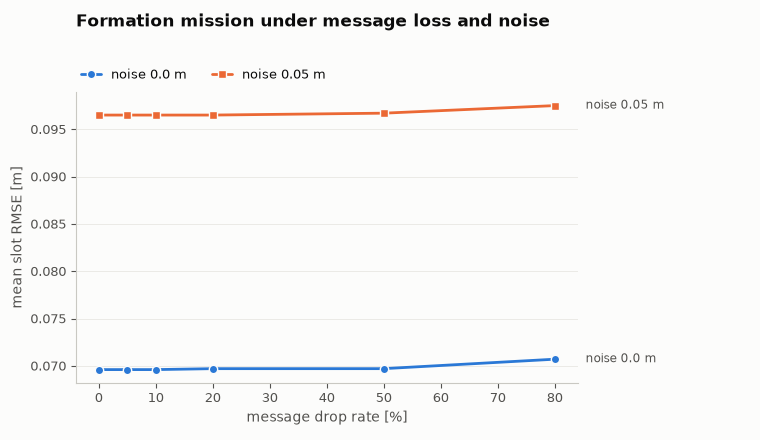 Formation mission under message loss and noise
noise 0.0 m
noise 0.05 m
noise 0.05 m
0.095
0.090
0.085
0.080
0.075
0.070
mean slot RMSE [m]
noise 0.0 m
0 10 20 30 40 50 60 70 80
message drop rate [%]